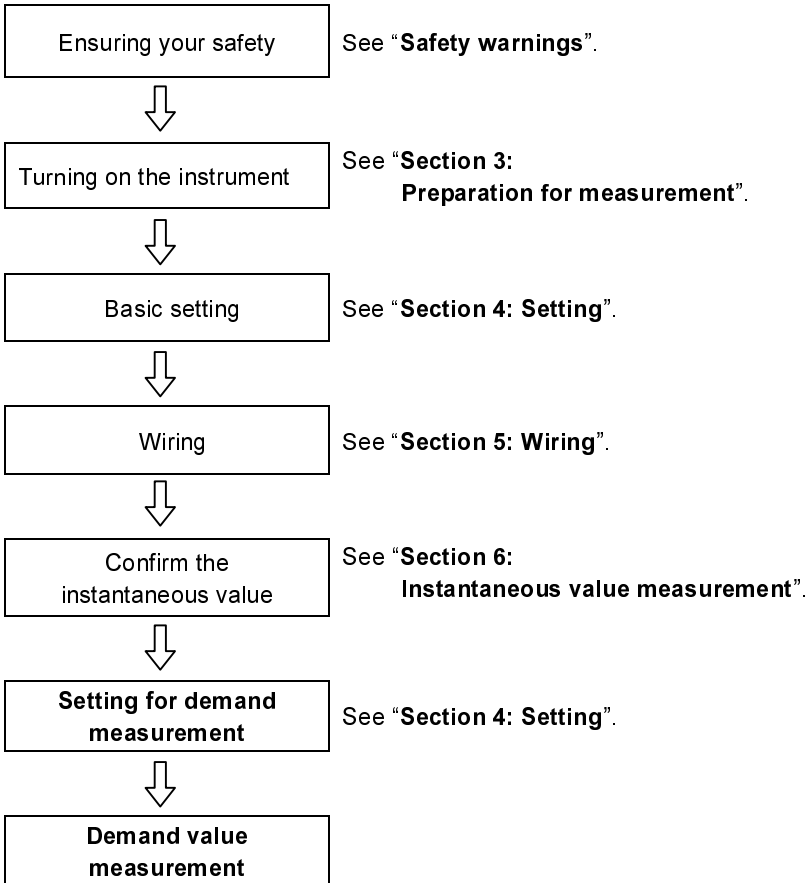 Ensuring your safety
See “Safety warnings”.
Turning on the instrument
See “Section 3:
Preparation for measurement”.
Basic setting
See “Section 4: Setting”.
Wiring
See “Section 5: Wiring”.
Confirm the
instantaneous value
See “Section 6:
Instantaneous value measurement”.
Setting for demand
measurement
See “Section 4: Setting”.
Demand value
measurement